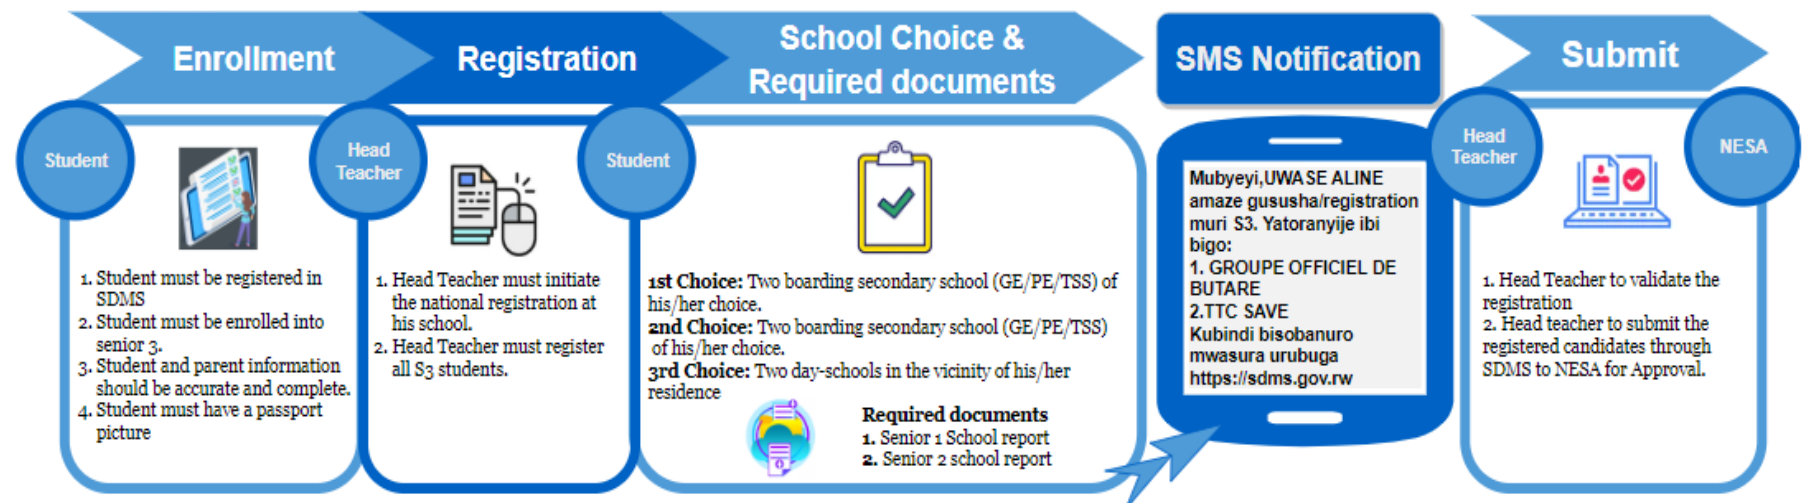 Enrollment
Registration
School Choice &
Required documents
SMS Notification
Submit
Student
1. Student must be registered in
SDMS
2. Student must be enrolled into
senior 3.
3. Student and parent information
should be accurate and complete.
4. Student must have a passport
picture
Head
Teacher
1. Head Teacher must initiate
the national registration at
his school.
2. Head Teacher must register
all S3 students.
Student
1st Choice: Two boarding secondary school (GE/PE/TSS) of
his/her choice.
2nd Choice: Two boarding secondary school (GE/PE/TSS)
of his/her choice.
3rd Choice: Two day-schools in the vicinity of his/her
residence
Required documents
1. Senior 1 School report
2. Senior 2 school report
Mubyeyi,UWASE ALINE
amaze gususha/registration
muri S3. Yatoranyije ibi
bigo:
1. GROUPE OFFICIEL DE
BUTARE
2.TTC SAVE
Kubindi bisobanuro
mwasura urubuga
https://sdms.gov.rw
Head
Teacher
NESA
1. Head Teacher to validate the
registration
2. Head teacher to submit the
registered candidates through
SDMS to NESA for Approval.